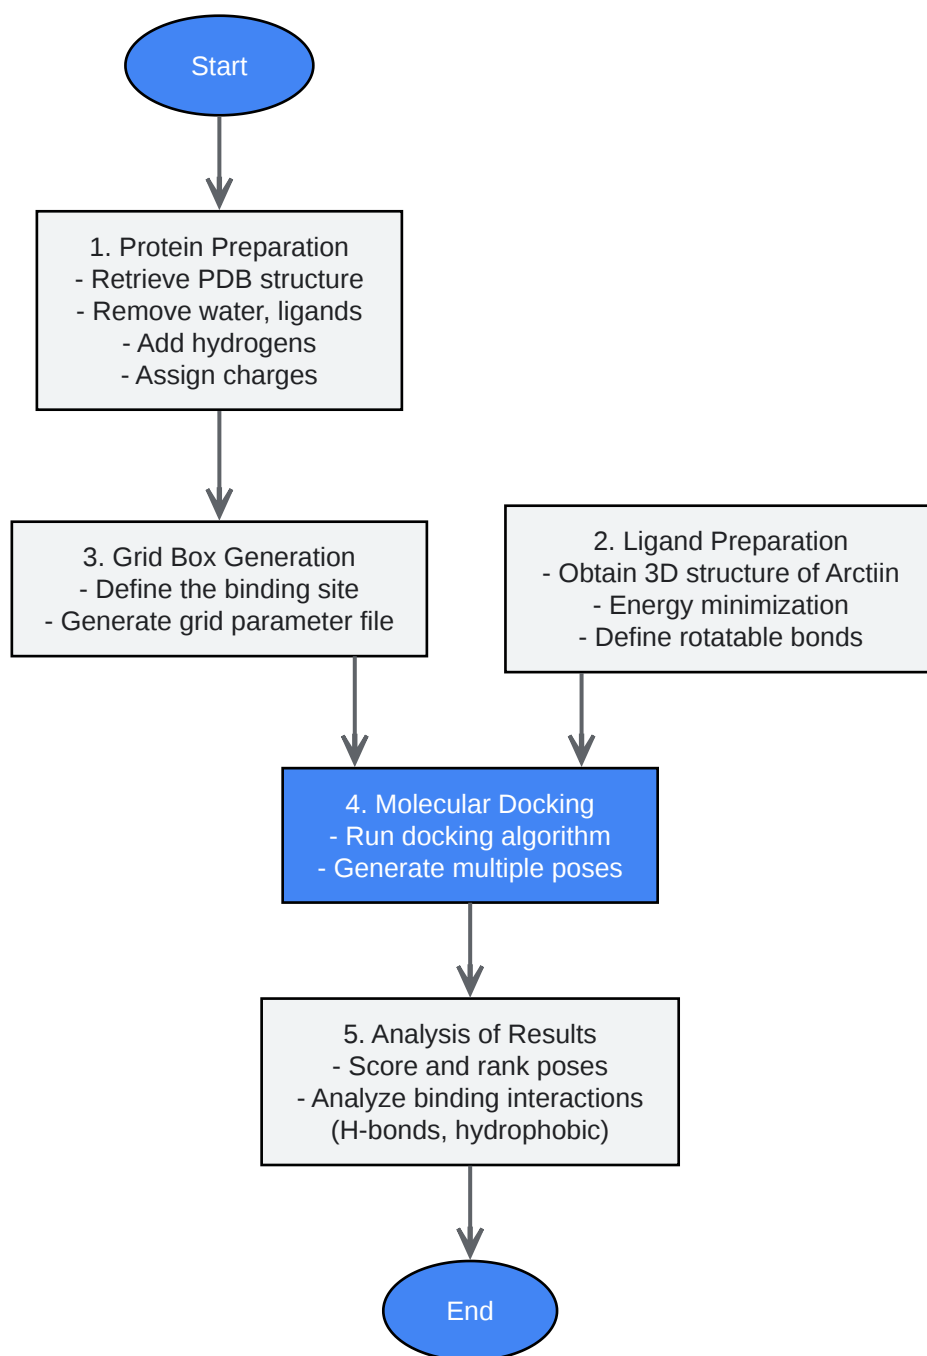 Start
1. Protein Preparation
- Retrieve PDB structure
- Remove water, ligands
- Add hydrogens
- Assign charges
3. Grid Box Generation
- Define the binding site
- Generate grid parameter file
2. Ligand Preparation
- Obtain 3D structure of Arctiin
- Energy minimization
- Define rotatable bonds
4. Molecular Docking
- Run docking algorithm
- Generate multiple poses
5. Analysis of Results
- Score and rank poses
- Analyze binding interactions
(H-bonds, hydrophobic)
End